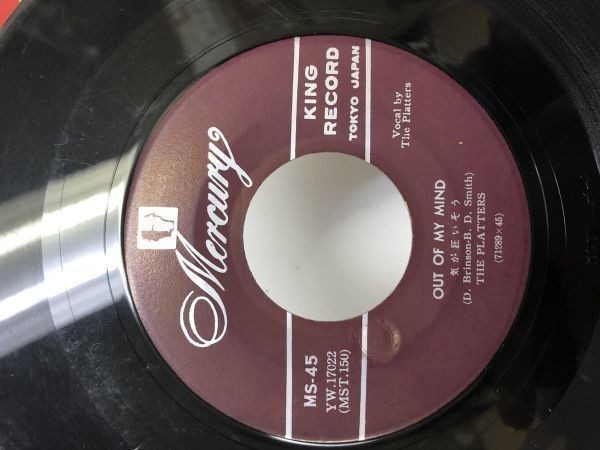 Mercury
KING
RECORD
TOKYO JAPAN
MS-45
YW.17022
(MST.150)
Vocal by
The Platters
OUT OF MY MIND
気が狂いそう
(D. Brinson-B. D. Smith)
THE PLATTERS
(71289×45)